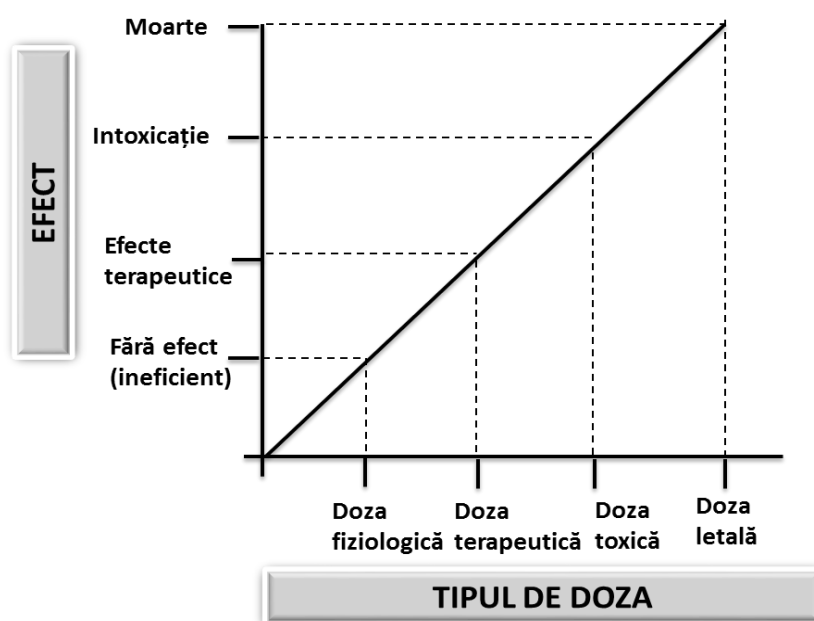 Moarte
Intoxicație
EFECT
Efecte
terapeutice
Fără efect
(ineficient)
Doza
fiziologică
Doza
terapeutică
Doza
toxică
Doza
letală
TIPUL DE DOZA